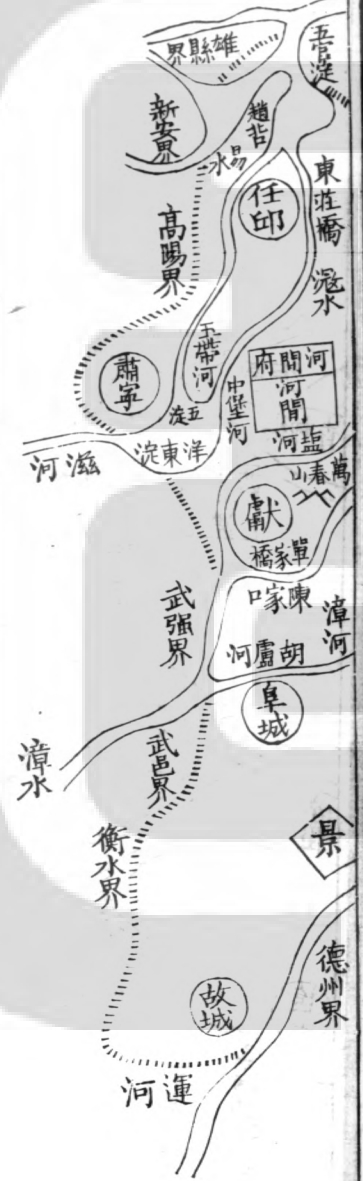 五官淀
雄縣界
新安界
趙
易水
任邱
東莊橋
滱水
高陽界
玉帶河
肅寧
五淀
中堡河
河間府
河間
塩河
萬春山
滋河
洋東淀
獻
單家橋
陳家口
漳河
武强界
胡盧河
阜城
漳水
武邑界
衡水界
景
德州界
故城
運河